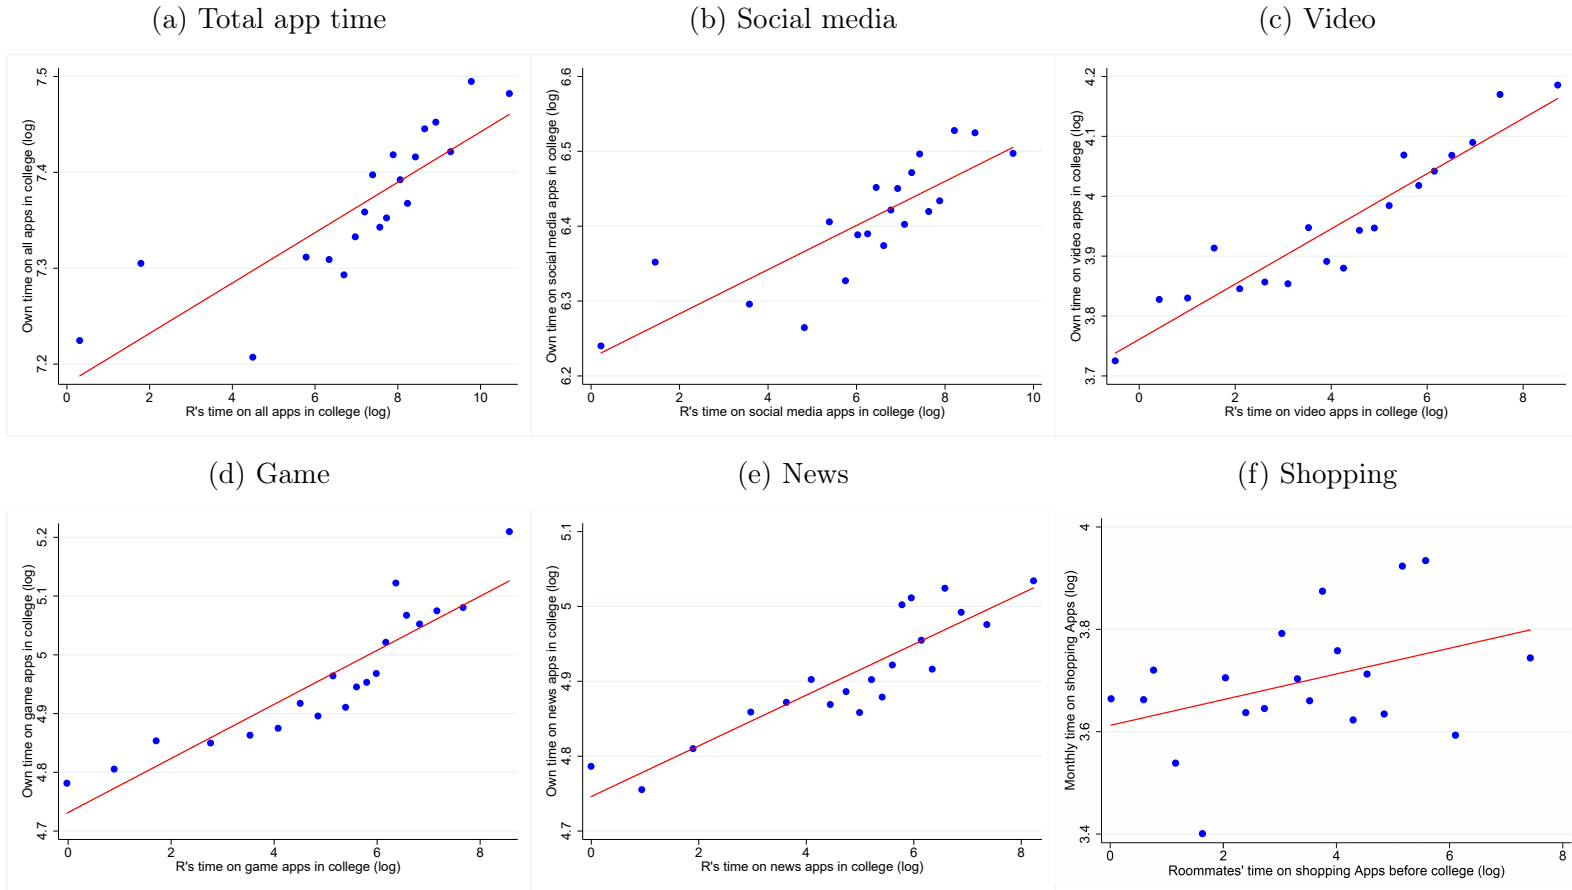 (a) Total app time
(b) Social media
(c) Video
Own time on all apps in college (log)
7.5
7.4
7.3
7.2
0 2 4 6 8 10
R's time on all apps in college (log)
Own time on social media apps in college (log)
6.6
6.5
6.4
6.3
6.2
0 2 4 6 8 10
R's time on social media apps in college (log)
Own time on video apps in college (log)
4.2
4.1
4
3.9
3.8
3.7
0 2 4 6 8
R's time on video apps in college (log)
(d) Game
(e) News
(f) Shopping
Own time on game apps in college (log)
5.2
5.1
5
4.9
4.8
4.7
0 2 4 6 8
R's time on game apps in college (log)
Own time on news apps in college (log)
5.1
5
4.9
4.8
4.7
0 2 4 6 8
R's time on news apps in college (log)
Monthly time on shopping Apps (log)
4
3.8
3.6
3.4
0 2 4 6 8
Roommates' time on shopping Apps before college (log)